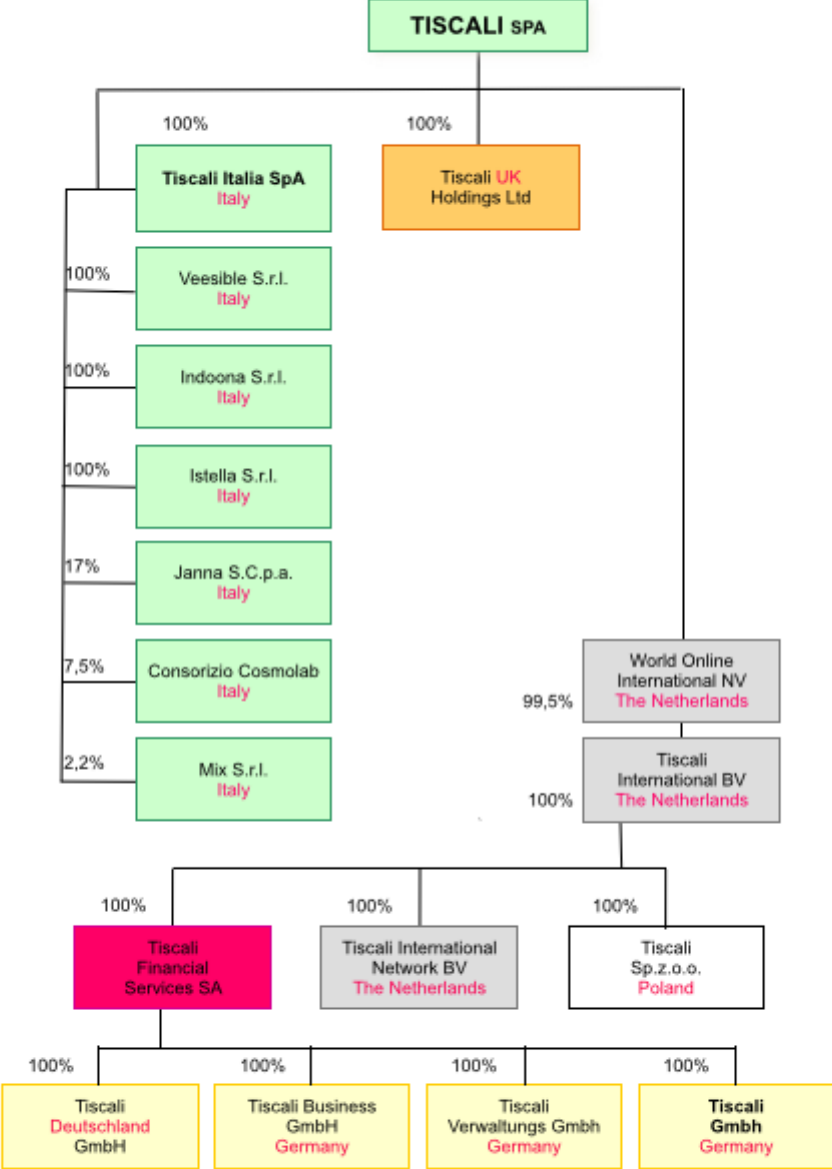 TISCALI SPA
100%
100%
Tiscali Italia SpA
Italy
Tiscali UK
Holdings Ltd
100%
Veesible S.r.l.
Italy
100%
Indoona S.r.l.
Italy
100%
Istella S.r.l.
Italy
17%
Janna S.C.p.a.
Italy
7,5%
Consorizio Cosmolab
Italy
World Online
International NV
The Netherlands
99,5%
2,2%
Mix S.r.l.
Italy
Tiscali
International BV
The Netherlands
100%
100%
100%
100%
Tiscali
Financial
Services SA
Tiscali International
Network BV
The Netherlands
Tiscali
Sp.z.o.o.
Poland
100%
100%
100%
100%
Tiscali
Deutschland
GmbH
Tiscali Business
GmbH
Germany
Tiscali
Verwaltungs Gmbh
Germany
Tiscali
Gmbh
Germany